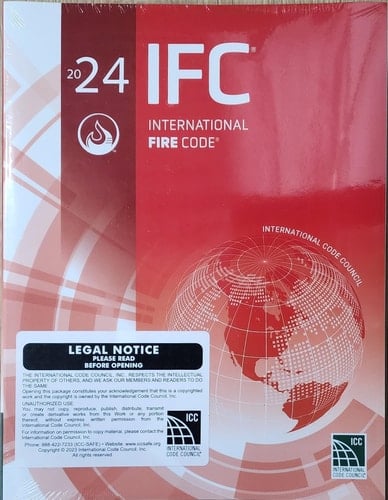 2024 IFC®
INTERNATIONAL
FIRE CODE®
INTERNATIONAL CODE COUNCIL
LEGAL NOTICE
PLEASE READ
BEFORE OPENING
THE INTERNATIONAL CODE COUNCIL, INC. RESPECTS THE INTELLECTUAL
PROPERTY OF OTHERS, AND WE ASK OUR MEMBERS AND READERS TO DO
THE SAME
Opening this package constitutes your acknowledgement that this is a copyrighted
work and the copyright is owned by the International Code Council, Inc.
UNAUTHORIZED USE
You may not copy, reproduce, publish, distribute, transmit
or create derivative works from this Work or any portion
thereof, without express written permission from the
International Code Council, Inc.
For information on permission to copy material, please contact the
International Code Council, Inc.
Phone: 888-422-7233 (ICC-SAFE) • Website: www.iccsafe.org
Copyright © 2023 International Code Council, Inc.
All rights reserved.
ICC
INTERNATIONAL
CODE COUNCIL
ICC
INTERNATIONAL
CODE COUNCIL®